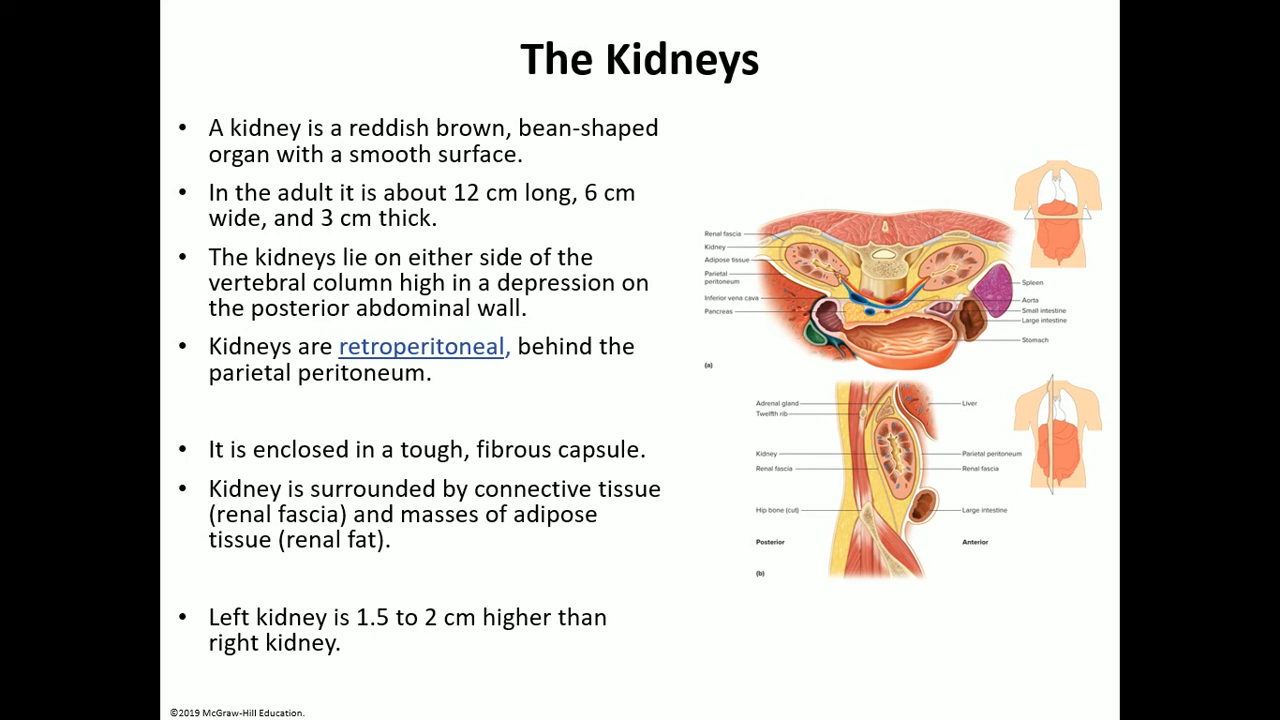 The Kidneys
• A kidney is a reddish brown, bean-shaped
organ with a smooth surface.
• In the adult it is about 12 cm long, 6 cm
wide, and 3 cm thick.
• The kidneys lie on either side of the
vertebral column high in a depression on
the posterior abdominal wall.
• Kidneys are retroperitoneal, behind the
parietal peritoneum.
• It is enclosed in a tough, fibrous capsule.
• Kidney is surrounded by connective tissue
(renal fascia) and masses of adipose
tissue (renal fat).
• Left kidney is 1.5 to 2 cm higher than
right kidney.
Renal fascia
Kidney
Adipose tissue
Parietal
peritoneum
Inferior vena cava
Pancreas
Spleen
Aorta
Small intestine
Large intestine
Stomach
(a)
Adrenal gland
Twelfth rib
Kidney
Renal fascia
Hip bone (cut)
Posterior
Liver
Parietal peritoneum
Renal fascia
Large intestine
Anterior
(b)
©2019 McGraw-Hill Education.